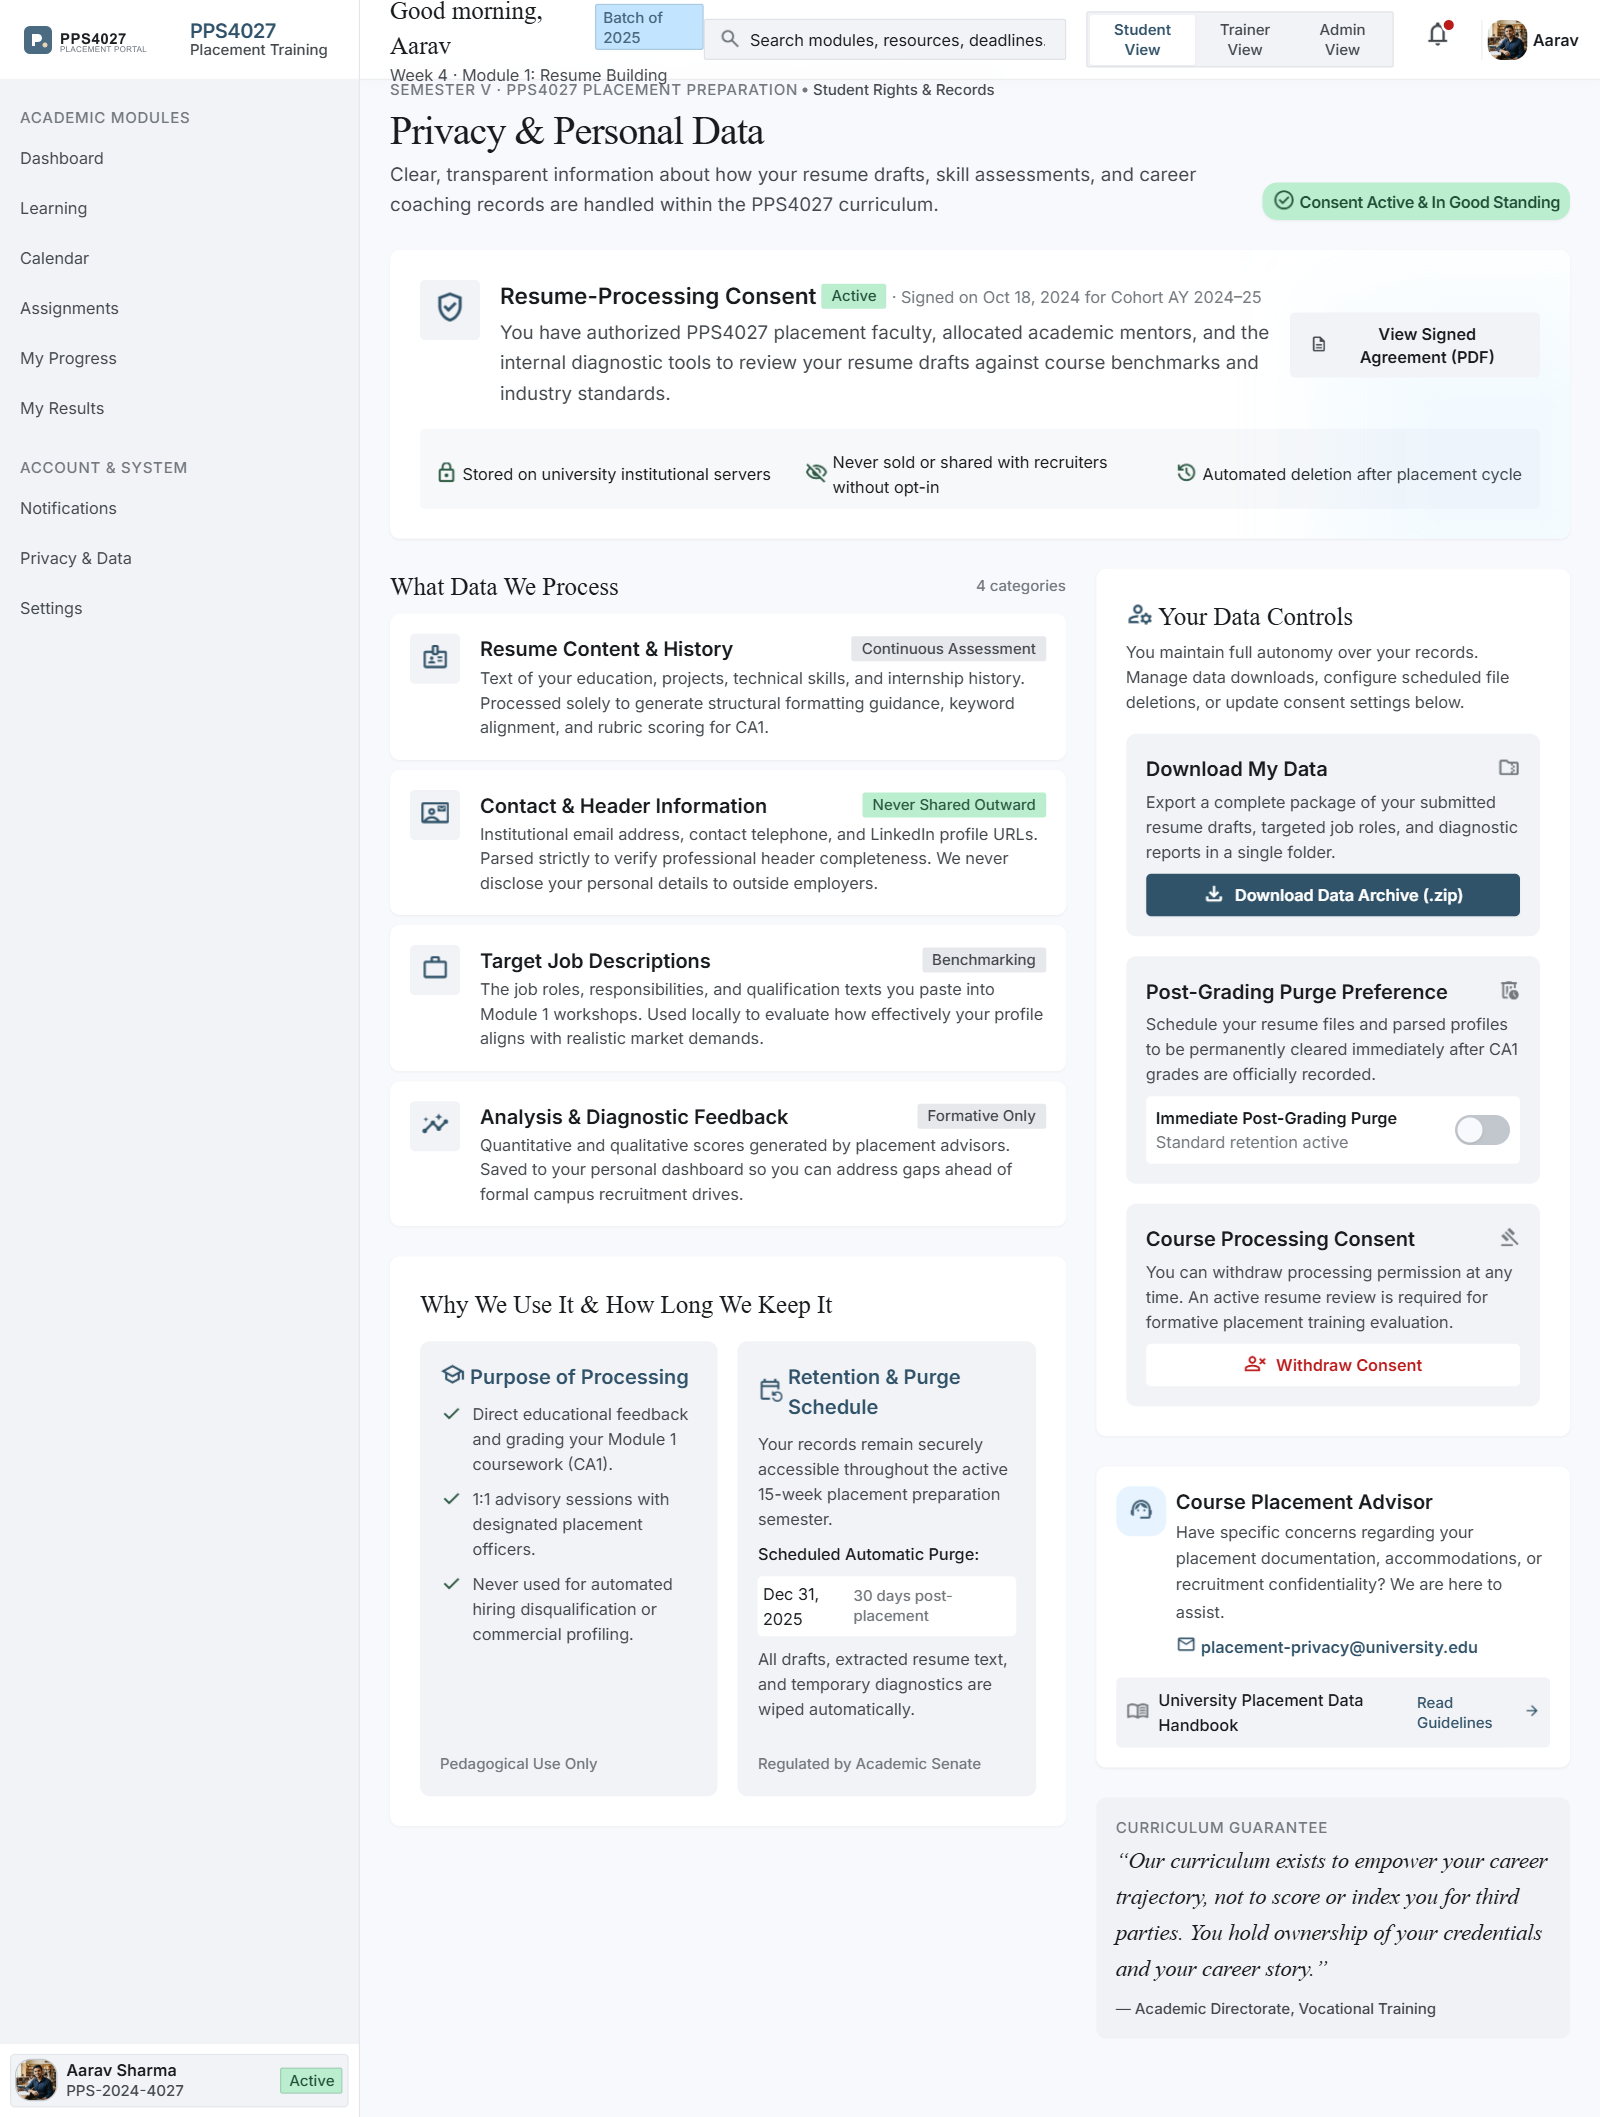 PPS4027
PLACEMENT PORTAL
PPS4027
Placement Training
ACADEMIC MODULES
Dashboard
Learning
Calendar
Assignments
My Progress
My Results
ACCOUNT & SYSTEM
Notifications
Privacy & Data
Settings
Aarav Sharma
PPS-2024-4027
Active
Good morning,
Aarav
Batch of
2025
Week 4 · Module 1: Resume Building
Search modules, resources, deadlines.
Student
View
Trainer
View
Admin
View
Aarav
SEMESTER V · PPS4027 PLACEMENT PREPARATION • Student Rights & Records
Privacy & Personal Data
Clear, transparent information about how your resume drafts, skill assessments, and career
coaching records are handled within the PPS4027 curriculum.
Consent Active & In Good Standing
Resume-Processing Consent Active · Signed on Oct 18, 2024 for Cohort AY 2024–25
You have authorized PPS4027 placement faculty, allocated academic mentors, and the
internal diagnostic tools to review your resume drafts against course benchmarks and
industry standards.
View Signed
Agreement (PDF)
Stored on university institutional servers
Never sold or shared with recruiters
without opt-in
Automated deletion after placement cycle
What Data We Process
4 categories
Resume Content & History
Continuous Assessment
Text of your education, projects, technical skills, and internship history.
Processed solely to generate structural formatting guidance, keyword
alignment, and rubric scoring for CA1.
Contact & Header Information
Never Shared Outward
Institutional email address, contact telephone, and LinkedIn profile URLs.
Parsed strictly to verify professional header completeness. We never
disclose your personal details to outside employers.
Target Job Descriptions
Benchmarking
The job roles, responsibilities, and qualification texts you paste into
Module 1 workshops. Used locally to evaluate how effectively your profile
aligns with realistic market demands.
Analysis & Diagnostic Feedback
Formative Only
Quantitative and qualitative scores generated by placement advisors.
Saved to your personal dashboard so you can address gaps ahead of
formal campus recruitment drives.
Why We Use It & How Long We Keep It
Purpose of Processing
Direct educational feedback
and grading your Module 1
coursework (CA1).
1:1 advisory sessions with
designated placement
officers.
Never used for automated
hiring disqualification or
commercial profiling.
Pedagogical Use Only
Retention & Purge
Schedule
Your records remain securely
accessible throughout the active
15-week placement preparation
semester.
Scheduled Automatic Purge:
Dec 31,
2025
30 days post-
placement
All drafts, extracted resume text,
and temporary diagnostics are
wiped automatically.
Regulated by Academic Senate
Your Data Controls
You maintain full autonomy over your records.
Manage data downloads, configure scheduled file
deletions, or update consent settings below.
Download My Data
Export a complete package of your submitted
resume drafts, targeted job roles, and diagnostic
reports in a single folder.
Download Data Archive (.zip)
Post-Grading Purge Preference
Schedule your resume files and parsed profiles
to be permanently cleared immediately after CA1
grades are officially recorded.
Immediate Post-Grading Purge
Standard retention active
Course Processing Consent
You can withdraw processing permission at any
time. An active resume review is required for
formative placement training evaluation.
Withdraw Consent
Course Placement Advisor
Have specific concerns regarding your
placement documentation, accommodations, or
recruitment confidentiality? We are here to
assist.
placement-privacy@university.edu
University Placement Data
Handbook
Read
Guidelines
CURRICULUM GUARANTEE
“Our curriculum exists to empower your career
trajectory, not to score or index you for third
parties. You hold ownership of your credentials
and your career story.”
— Academic Directorate, Vocational Training